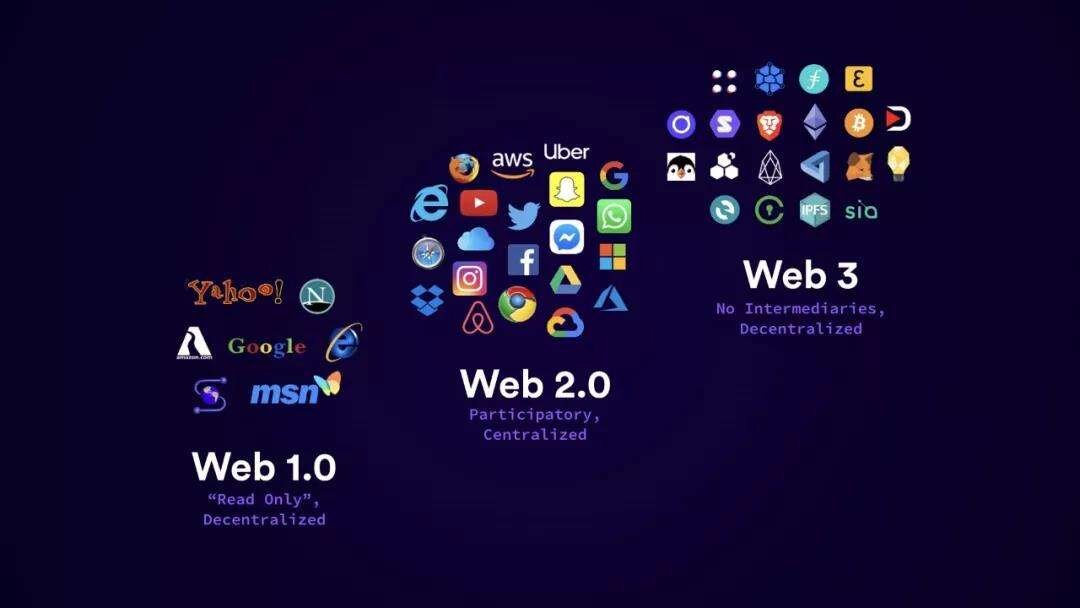 Yahoo!
N
amazon.com
Google
msn
Web 1.0
“Read Only”,
Decentralized
aws
Uber
Web 2.0
Participatory,
Centralized
IPFS
sia
Web 3
No Intermediaries,
Decentralized